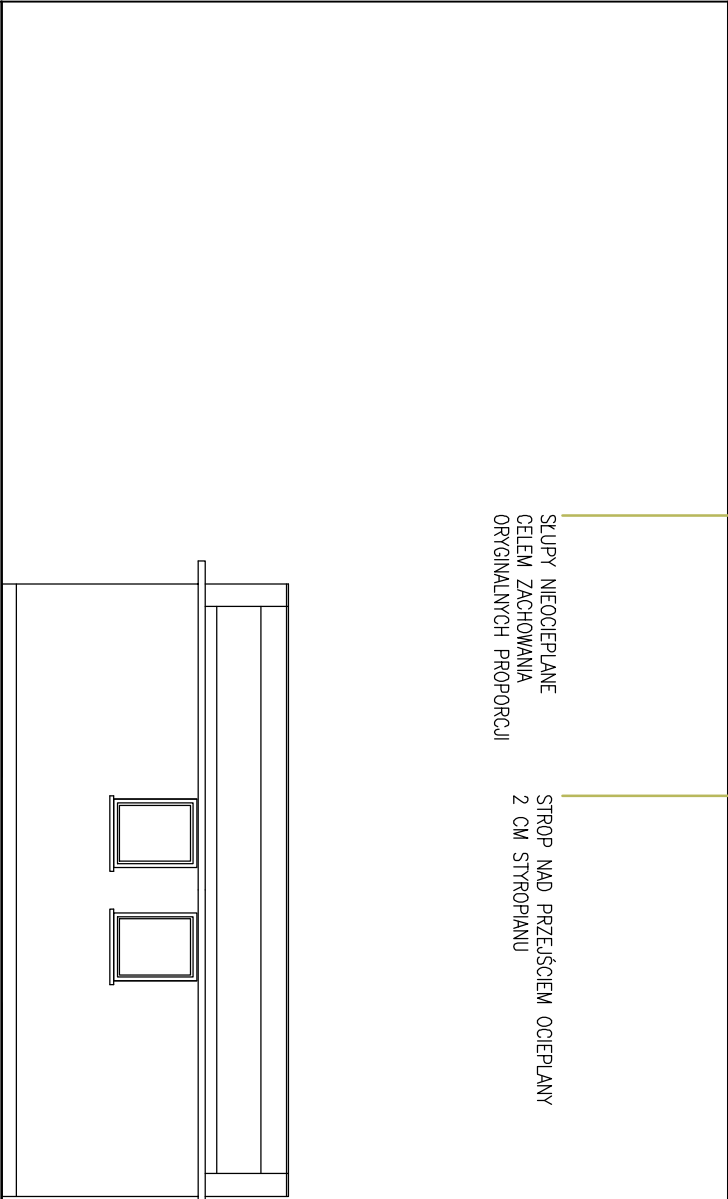 SŁUPY NIEOCIEPLANE
CELEM ZACHOWANIA
ORYGINALNYCH PROPORCJI
STROP NAD PRZEJŚCIEM OCIEPLANY
2 CM STYROPIANU